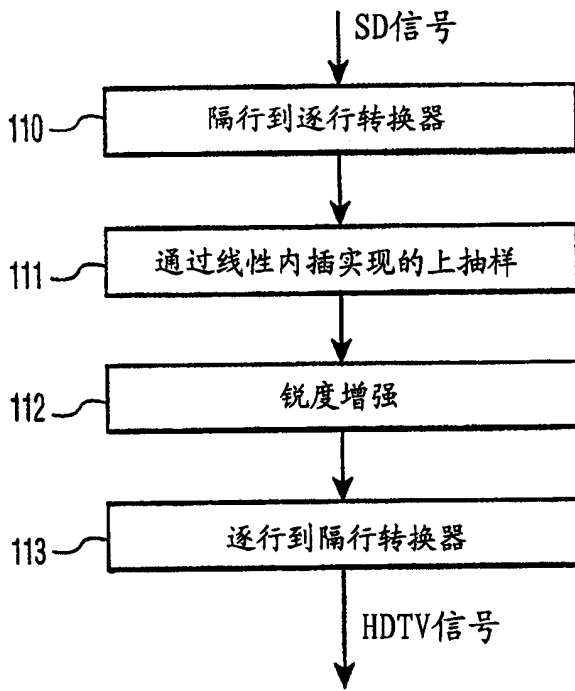 SD信号
110
隔行到逐行转换器
111
通过线性内插实现的上抽样
112
锐度增强
113
逐行到隔行转换器
HDTV信号